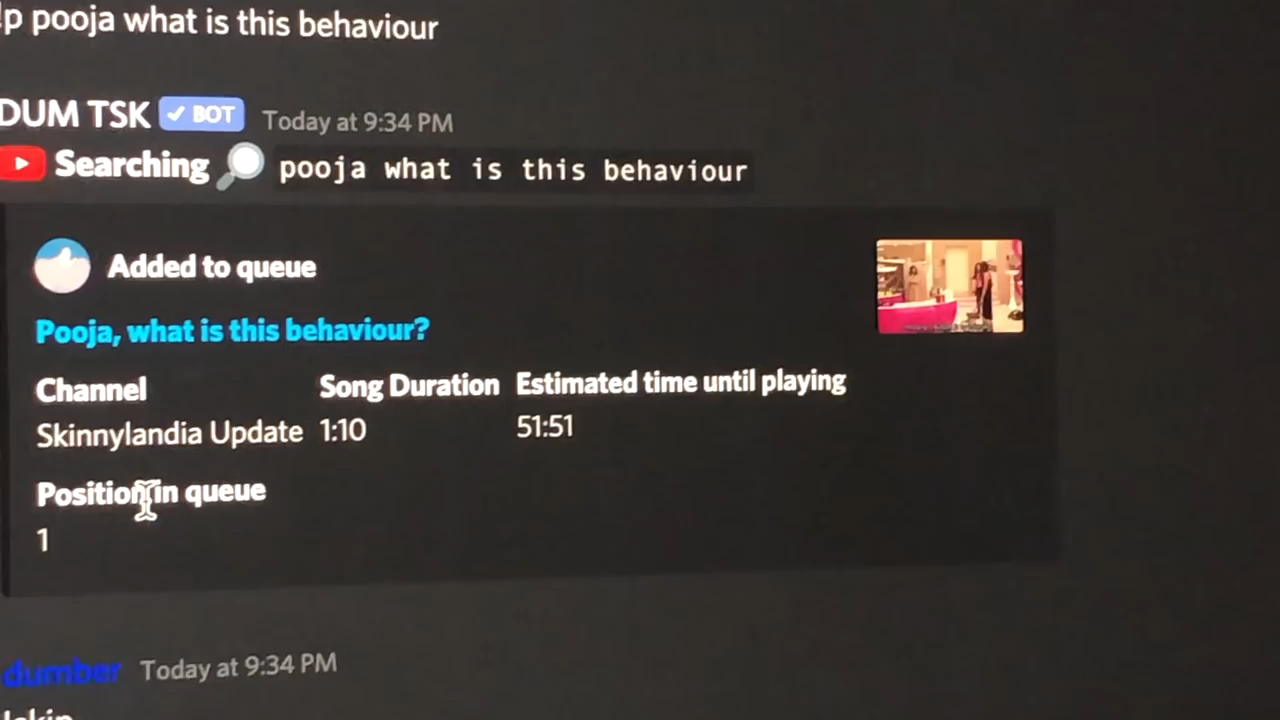 !p pooja what is this behaviour
DUM TSK ✓ BOT Today at 9:34 PM
Searching pooja what is this behaviour
Added to queue
Pooja, what is this behaviour?
Channel Song Duration Estimated time until playing
Skinnylandia Update 1:10 51:51
Position in queue
1
dumber Today at 9:34 PM